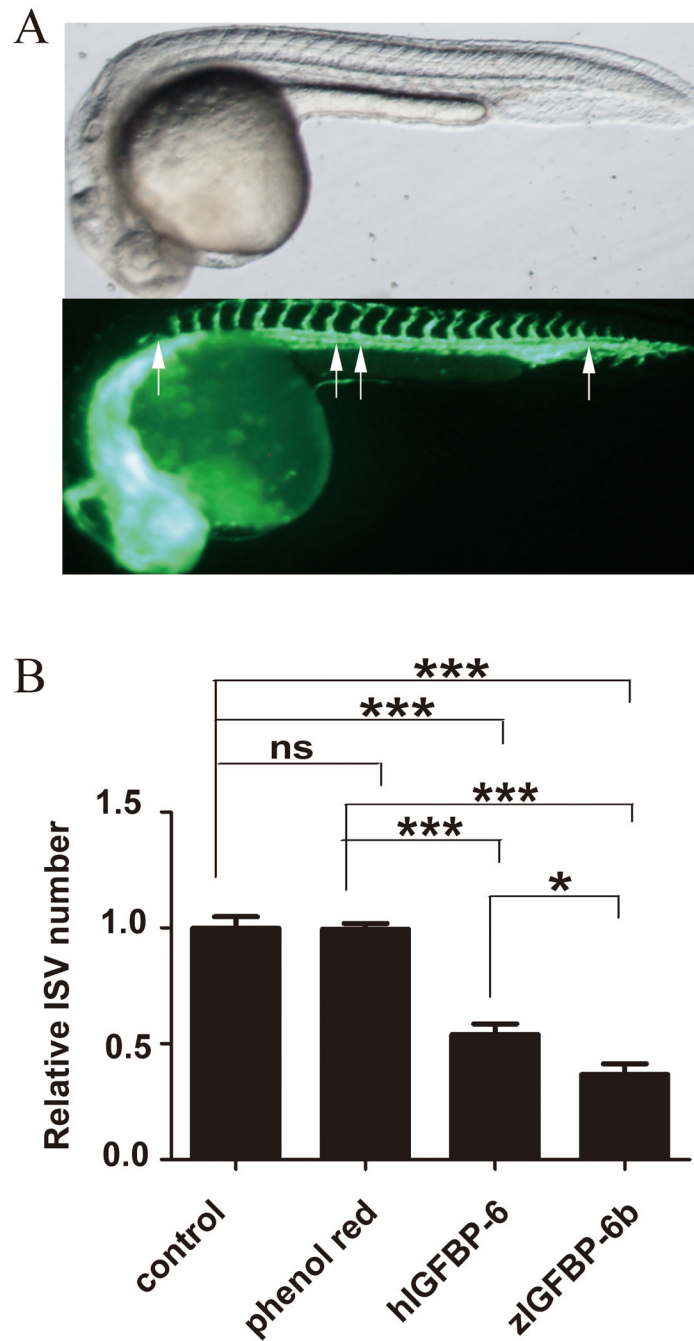 A
B
***
***
ns
***
***
*
1.5
1.0
0.5
0.0
Relative ISV number
control
phenol red
hIGFBP-6
zIGFBP-6b